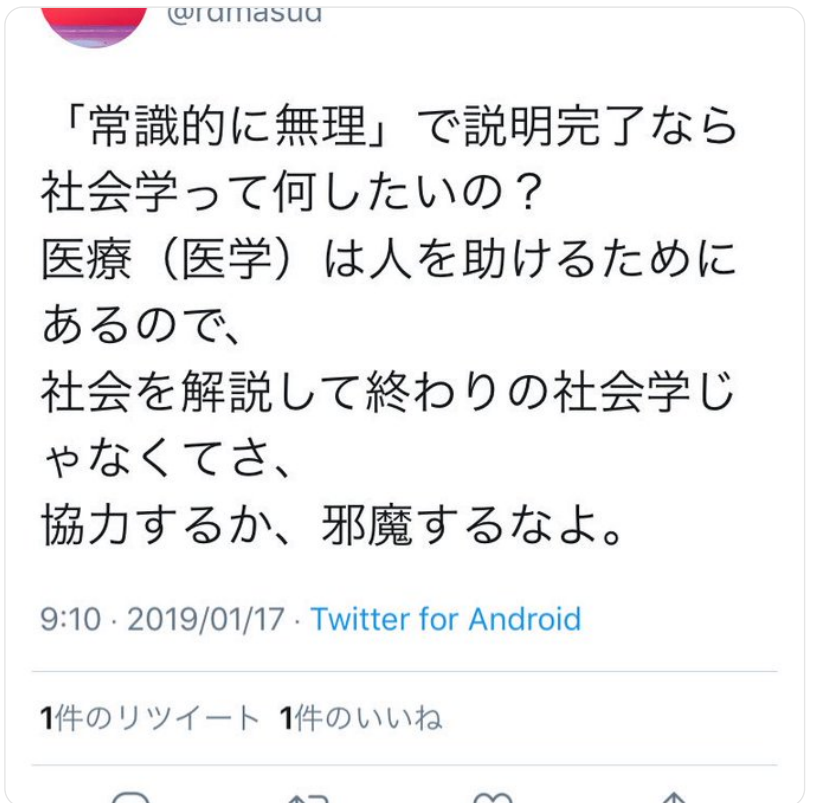 @rdmasud
「常識的に無理」で説明完了なら
社会学って何したいの？
医療（医学）は人を助けるために
あるので、
社会を解説して終わりの社会学じ
ゃなくてさ、
協力するか、邪魔するなよ。
9:10 · 2019/01/17 · Twitter for Android
1件のリツイート 1件のいいね